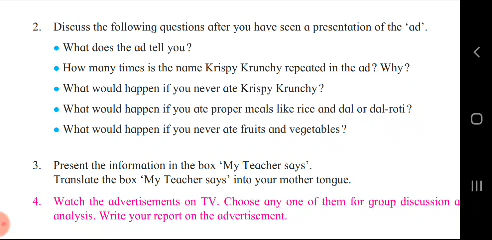 2. Discuss the following questions after you have seen a presentation of the ‘ad’.
• What does the ad tell you?
• How many times is the name Krispy Krunchy repeated in the ad? Why?
• What would happen if you never ate Krispy Krunchy?
• What would happen if you ate proper meals like rice and dal or dal-roti?
• What would happen if you never ate fruits and vegetables?
3. Present the information in the box ‘My Teacher says’.
Translate the box ‘My Teacher says’ into your mother tongue.
4. Watch the advertisements on TV. Choose any one of them for group discussion a
analysis. Write your report on the advertisement.